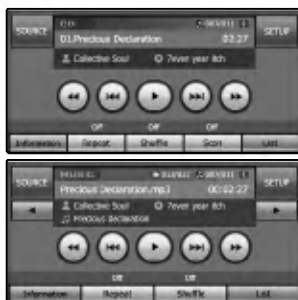 SOURCE
SETUP
01.Precious Declaration 02:27
Collective Soul 7ever year itch
Off Off Off
Information Repeat Shuffle Scan List
SOURCE
SETUP
Precious Declaration.mp3 00:02:27
Collective Soul 7ever year itch
Precious declaration
Off Off
Information Repeat Shuffle List